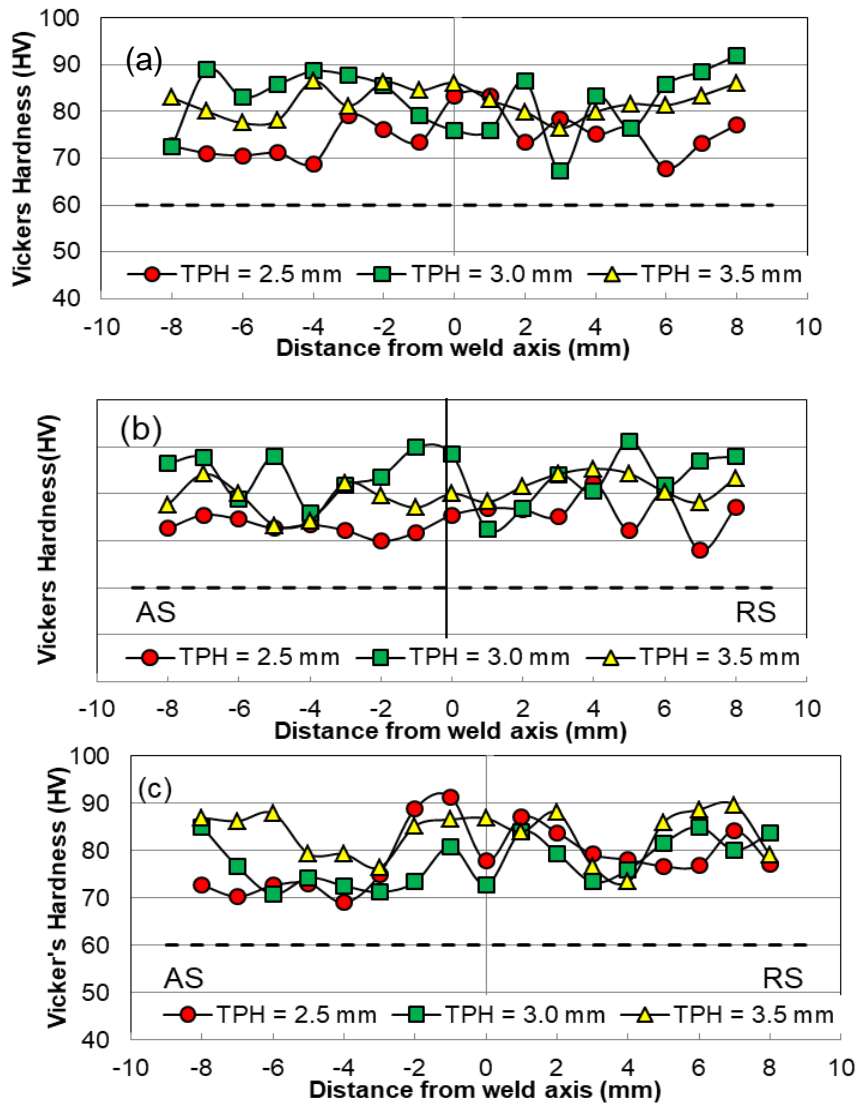 (a)
Vickers Hardness (HV)
100
90
80
70
60
50
40
TPH = 2.5 mm TPH = 3.0 mm TPH = 3.5 mm
-10 -8 -6 -4 -2 0 2 4 6 8 10
Distance from weld axis (mm)
(b)
Vickers Hardness(HV)
AS RS
TPH = 2.5 mm TPH = 3.0 mm TPH = 3.5 mm
-10 -8 -6 -4 -2 0 2 4 6 8 10
Distance from weld axis (mm)
(c)
Vicker's Hardness (HV)
100
90
80
70
60
50
40
AS RS
TPH = 2.5 mm TPH = 3.0 mm TPH = 3.5 mm
-10 -8 -6 -4 -2 0 2 4 6 8 10
Distance from weld axis (mm)